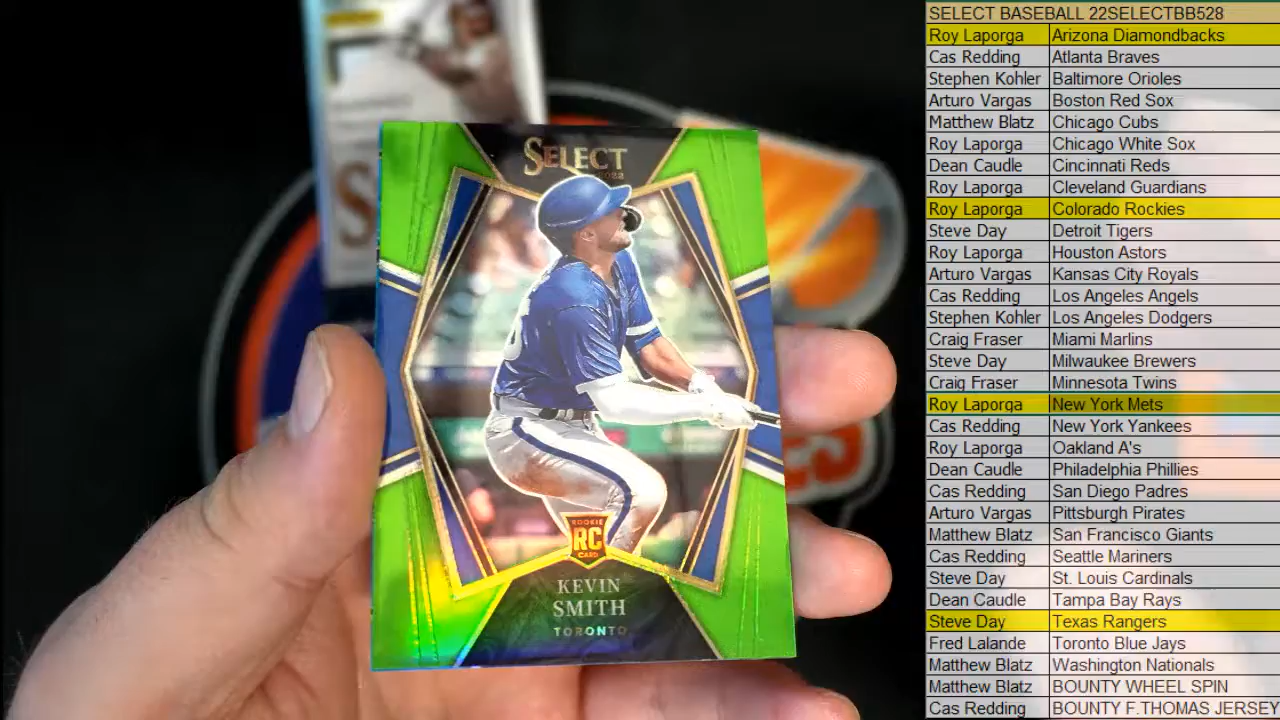 SELECT
2022
ROOKIE
RC
CARD
KEVIN
SMITH
TORONTO
SELECT BASEBALL 22SELECTBB528
Roy Laporga Arizona Diamondbacks
Cas Redding Atlanta Braves
Stephen Kohler Baltimore Orioles
Arturo Vargas Boston Red Sox
Matthew Blatz Chicago Cubs
Roy Laporga Chicago White Sox
Dean Caudle Cincinnati Reds
Roy Laporga Cleveland Guardians
Roy Laporga Colorado Rockies
Steve Day Detroit Tigers
Roy Laporga Houston Astors
Arturo Vargas Kansas City Royals
Cas Redding Los Angeles Angels
Stephen Kohler Los Angeles Dodgers
Craig Fraser Miami Marlins
Steve Day Milwaukee Brewers
Craig Fraser Minnesota Twins
Roy Laporga New York Mets
Cas Redding New York Yankees
Roy Laporga Oakland A's
Dean Caudle Philadelphia Phillies
Cas Redding San Diego Padres
Arturo Vargas Pittsburgh Pirates
Matthew Blatz San Francisco Giants
Cas Redding Seattle Mariners
Steve Day St. Louis Cardinals
Dean Caudle Tampa Bay Rays
Steve Day Texas Rangers
Fred Lalande Toronto Blue Jays
Matthew Blatz Washington Nationals
Matthew Blatz BOUNTY WHEEL SPIN
Cas Redding BOUNTY F.THOMAS JERSEY